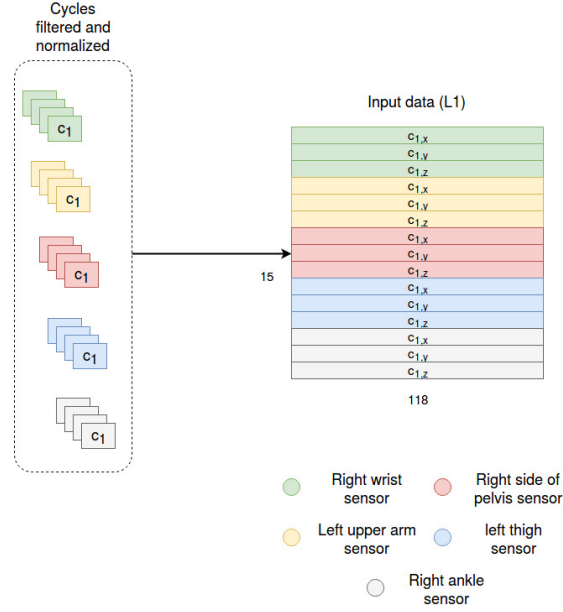 Cycles
filtered and
normalized
c1
c1
c1
c1
c1
Input data (L1)
c1,x
c1,y
c1,z
c1,x
c1,y
c1,z
c1,x
c1,y
c1,z
c1,x
c1,y
c1,z
c1,x
c1,y
c1,z
15
118
Right wrist
sensor
Right side of
pelvis sensor
Left upper arm
sensor
left thigh
sensor
Right ankle
sensor